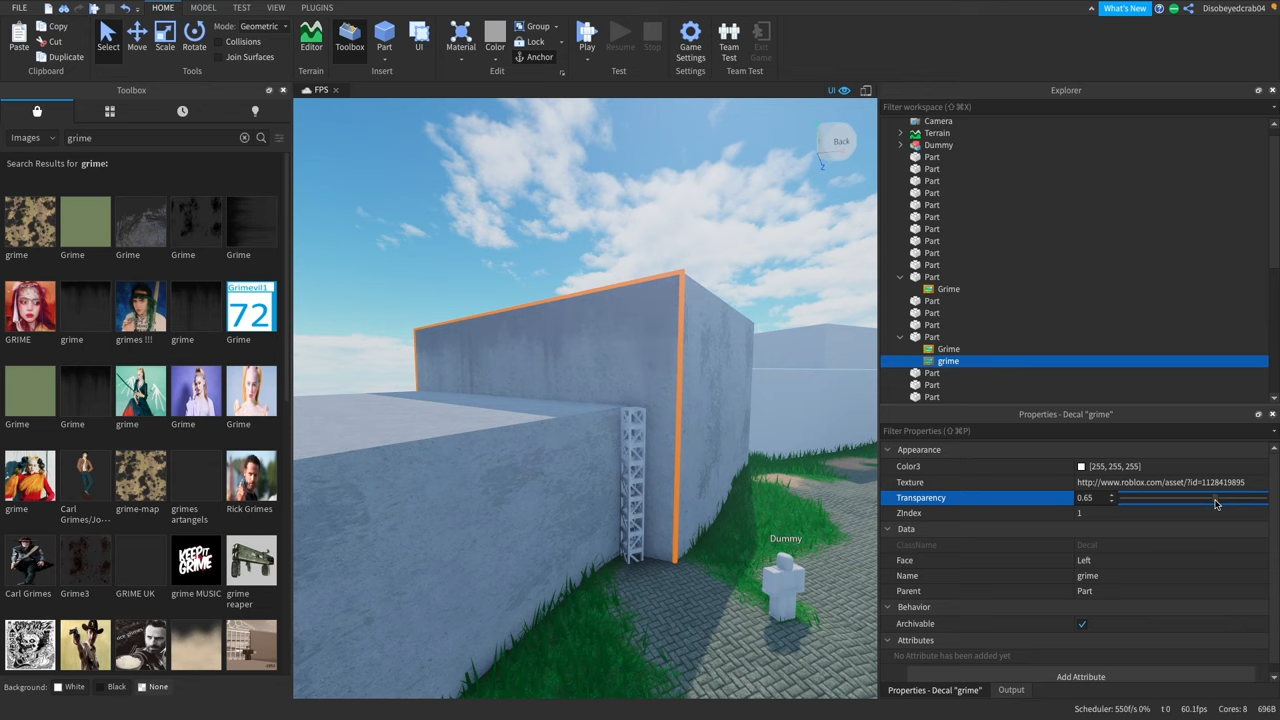 FILE
HOME
MODEL
TEST
VIEW
PLUGINS
What's New
Disobeyedcrab04
Paste
Copy
Cut
Duplicate
Clipboard
Select
Move
Scale
Rotate
Mode: Geometric
Collisions
Join Surfaces
Tools
Editor
Terrain
Toolbox
Part
UI
Insert
Material
Color
Group
Lock
Anchor
Edit
Play
Resume
Stop
Test
Game
Settings
Settings
Team
Test
Exit
Game
Team Test
Toolbox
Images
grime
Search Results for grime:
grime
Grime
Grime
Grime
Grime
Grimevil1
72
GRIME
grime
grimes !!!
grime
Grime
Grime
Grime
grime
Grime
Grime
grime
Carl
Grimes/Jo...
grime-map
grimes
artangels
Rick Grimes
KEEP IT
GRIME
Carl Grimes
Grime3
GRIME UK
grime MUSIC
grime
reaper
Background:
White
Black
None
FPS
UI
Back
Z
Dummy
Explorer
Filter workspace (⇧⌘X)
Camera
Terrain
Dummy
Part
Part
Part
Part
Part
Part
Part
Part
Part
Part
Part
Grime
Part
Part
Part
Part
Grime
grime
Part
Part
Part
Properties - Decal "grime"
Filter Properties (⇧⌘P)
Appearance
Color3
[255, 255, 255]
Texture
http://www.roblox.com/asset/?id=1128419895
Transparency
0.65
ZIndex
1
Data
ClassName
Decal
Face
Left
Name
grime
Parent
Part
Behavior
Archivable
Attributes
No Attribute has been added yet
Add Attribute
Properties - Decal "grime"
Output
Scheduler: 550f/s 0%
t 0
60.1fps
Cores: 8
696B